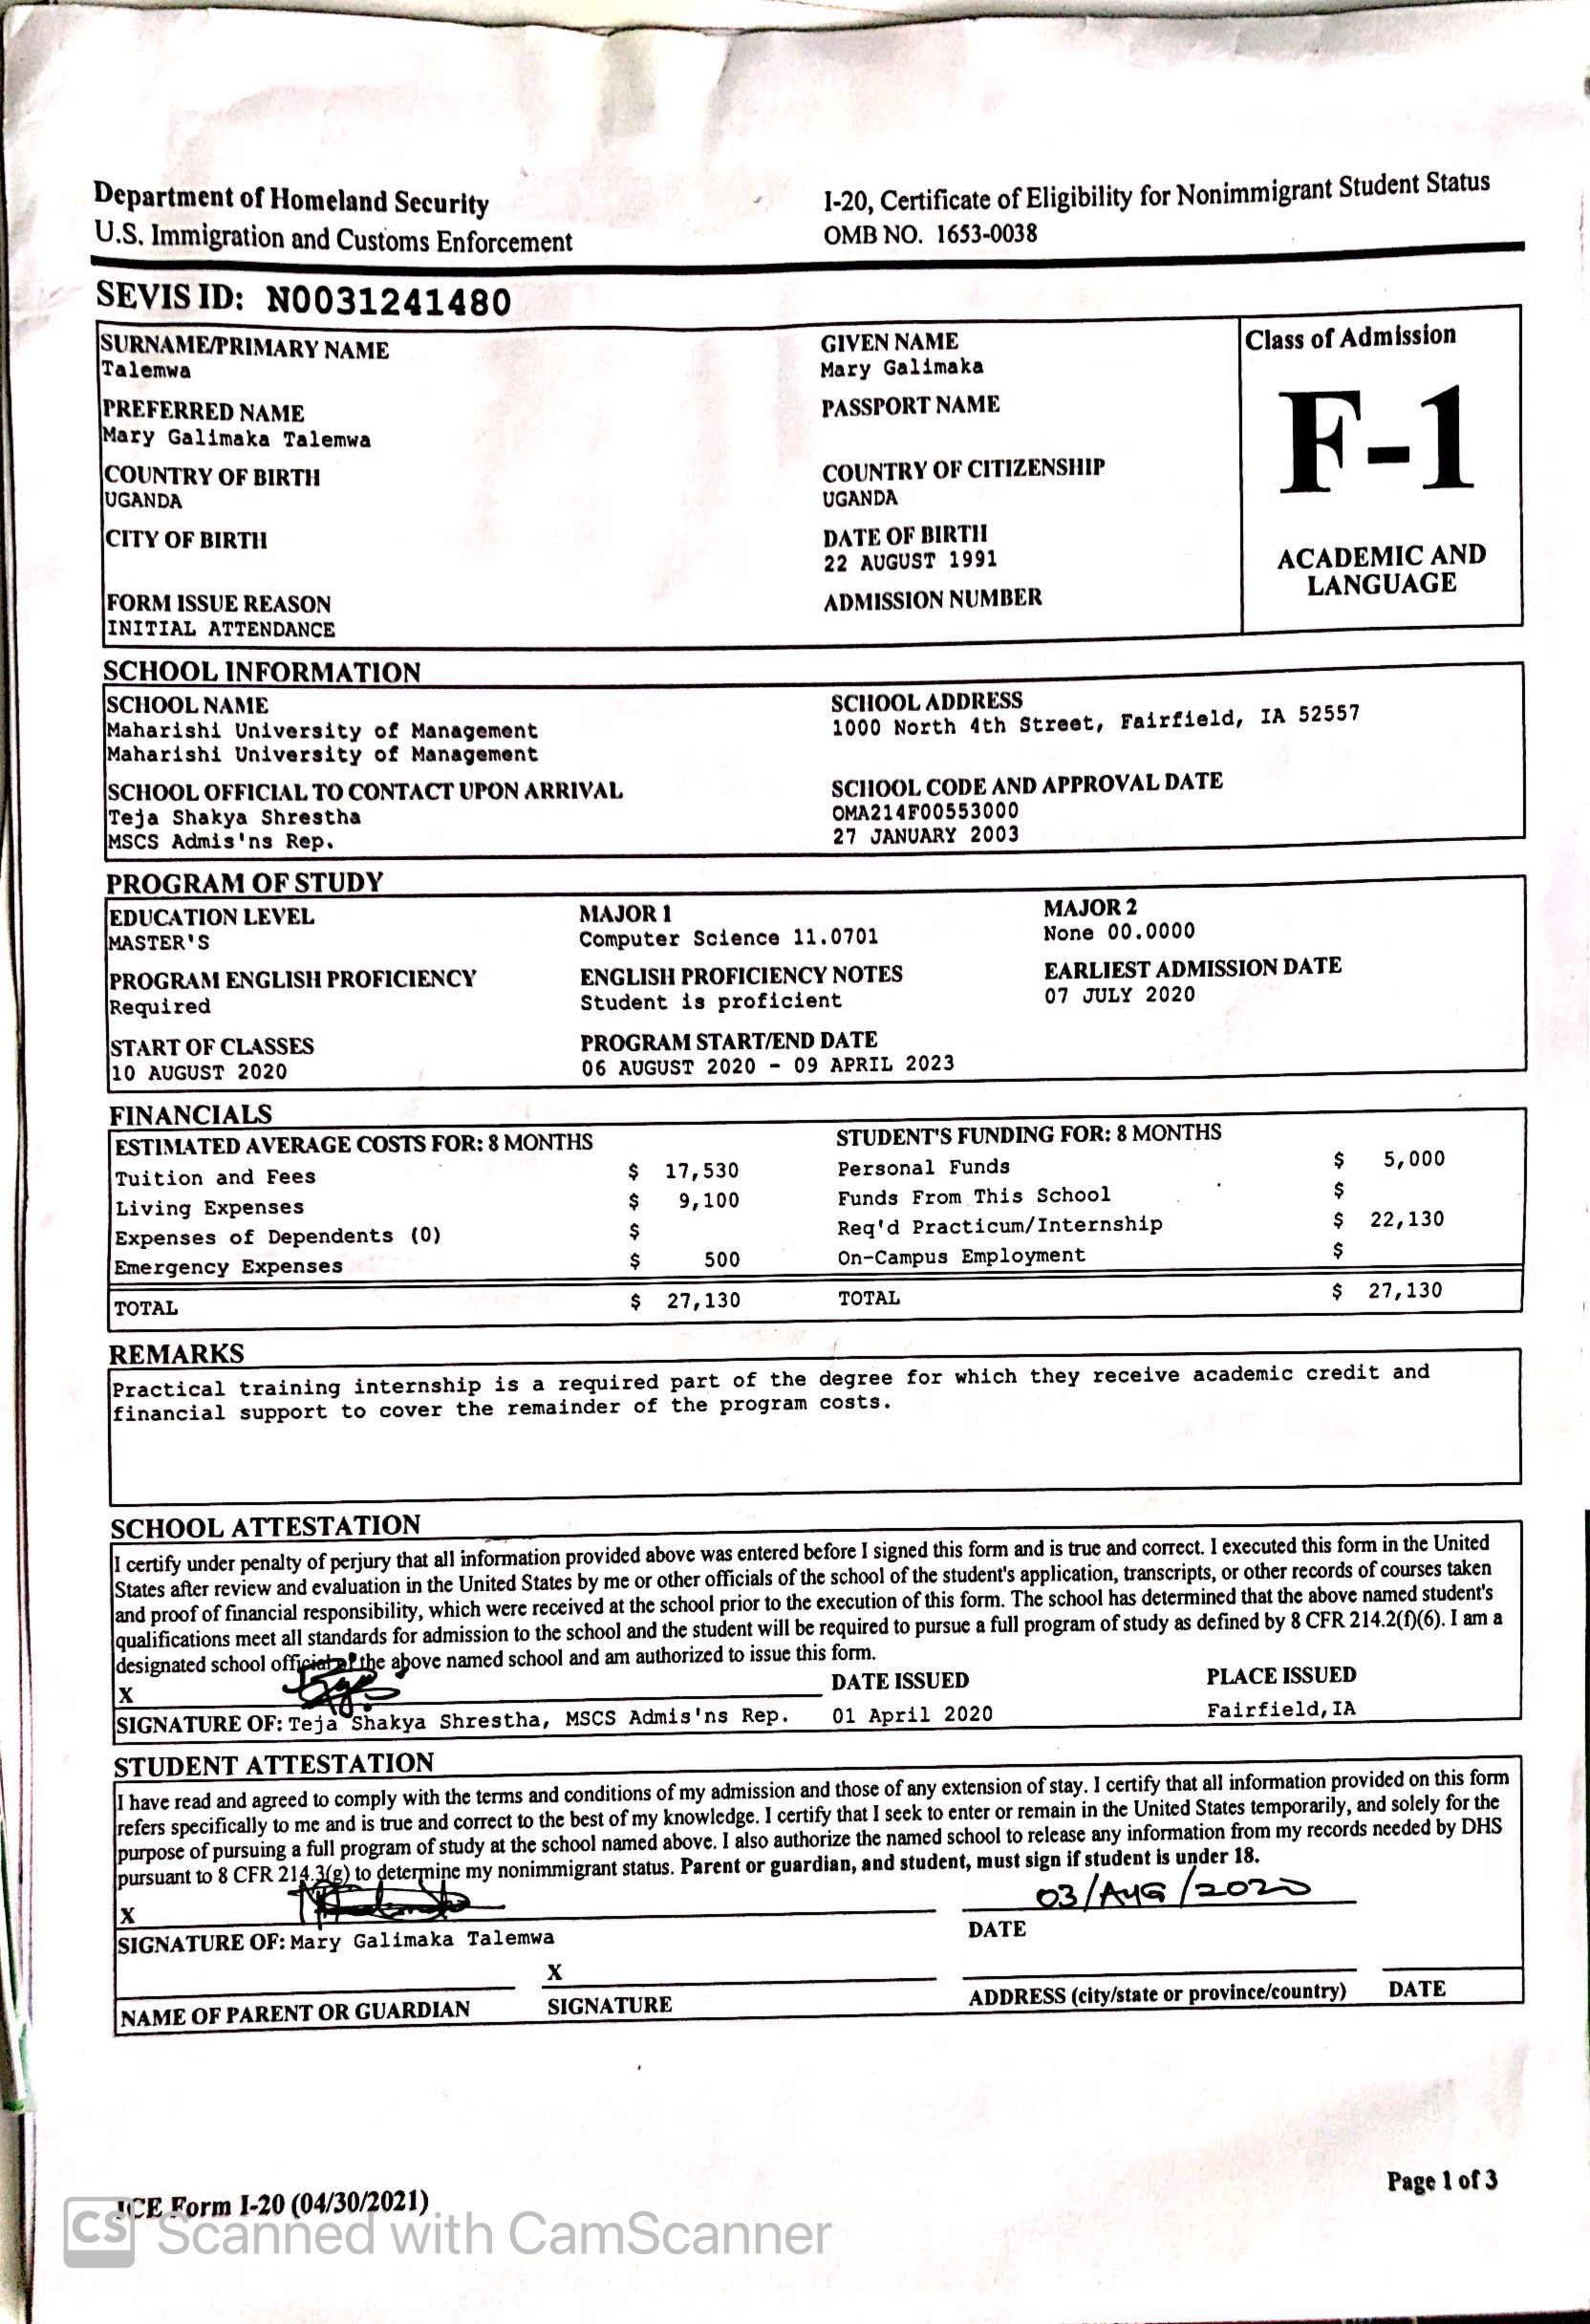 Department of Homeland Security
U.S. Immigration and Customs Enforcement
I-20, Certificate of Eligibility for Nonimmigrant Student Status
OMB NO. 1653-0038
SEVIS ID: N0031241480
SURNAME/PRIMARY NAME
Talemwa
GIVEN NAME
Mary Galimaka
Class of Admission
PREFERRED NAME
Mary Galimaka Talemwa
PASSPORT NAME
F-1
COUNTRY OF BIRTH
UGANDA
COUNTRY OF CITIZENSHIP
UGANDA
CITY OF BIRTH
DATE OF BIRTH
22 AUGUST 1991
ACADEMIC AND
LANGUAGE
FORM ISSUE REASON
INITIAL ATTENDANCE
ADMISSION NUMBER
SCHOOL INFORMATION
SCHOOL NAME
Maharishi University of Management
Maharishi University of Management
SCHOOL ADDRESS
1000 North 4th Street, Fairfield, IA 52557
SCHOOL OFFICIAL TO CONTACT UPON ARRIVAL
Teja Shakya Shrestha
MSCS Admis'ns Rep.
SCHOOL CODE AND APPROVAL DATE
OMA214F00553000
27 JANUARY 2003
PROGRAM OF STUDY
EDUCATION LEVEL
MASTER'S
MAJOR 1
Computer Science 11.0701
MAJOR 2
None 00.0000
PROGRAM ENGLISH PROFICIENCY
Required
ENGLISH PROFICIENCY NOTES
Student is proficient
EARLIEST ADMISSION DATE
07 JULY 2020
START OF CLASSES
10 AUGUST 2020
PROGRAM START/END DATE
06 AUGUST 2020 - 09 APRIL 2023
FINANCIALS
ESTIMATED AVERAGE COSTS FOR: 8 MONTHS
Tuition and Fees $ 17,530
Living Expenses $ 9,100
Expenses of Dependents (0) $
Emergency Expenses $ 500
TOTAL $ 27,130
STUDENT'S FUNDING FOR: 8 MONTHS
Personal Funds $ 5,000
Funds From This School $
Req'd Practicum/Internship $ 22,130
On-Campus Employment $
TOTAL $ 27,130
REMARKS
Practical training internship is a required part of the degree for which they receive academic credit and
financial support to cover the remainder of the program costs.
SCHOOL ATTESTATION
I certify under penalty of perjury that all information provided above was entered before I signed this form and is true and correct. I executed this form in the United
States after review and evaluation in the United States by me or other officials of the school of the student's application, transcripts, or other records of courses taken
and proof of financial responsibility, which were received at the school prior to the execution of this form. The school has determined that the above named student's
qualifications meet all standards for admission to the school and the student will be required to pursue a full program of study as defined by 8 CFR 214.2(f)(6). I am a
designated school official of the above named school and am authorized to issue this form.
X
SIGNATURE OF: Teja Shakya Shrestha, MSCS Admis'ns Rep.
DATE ISSUED
01 April 2020
PLACE ISSUED
Fairfield,IA
STUDENT ATTESTATION
I have read and agreed to comply with the terms and conditions of my admission and those of any extension of stay. I certify that all information provided on this form
refers specifically to me and is true and correct to the best of my knowledge. I certify that I seek to enter or remain in the United States temporarily, and solely for the
purpose of pursuing a full program of study at the school named above. I also authorize the named school to release any information from my records needed by DHS
pursuant to 8 CFR 214.3(g) to determine my nonimmigrant status. Parent or guardian, and student, must sign if student is under 18.
X
03/AUG/2020
SIGNATURE OF: Mary Galimaka Talemwa
DATE
X
NAME OF PARENT OR GUARDIAN
SIGNATURE
ADDRESS (city/state or province/country)
DATE
ICE Form I-20 (04/30/2021)
Page 1 of 3
CS Scanned with CamScanner